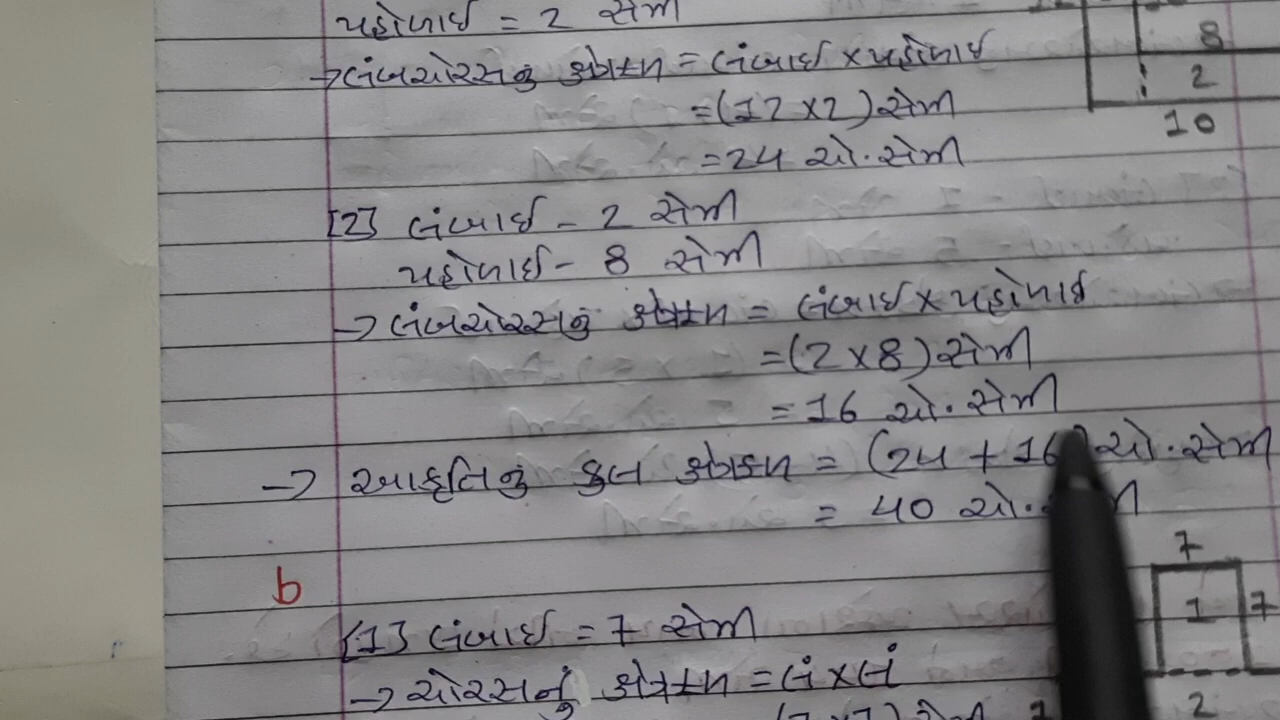 પહોળાઈ = 2 સેમી
→ લંબચોરસનું ક્ષેત્રફળ = લંબાઈ × પહોળાઈ
= (12 × 2) સેમી
= 24 ચો. સેમી
8
2
10
[2] લંબાઈ - 2 સેમી
પહોળાઈ - 8 સેમી
→ લંબચોરસનું ક્ષેત્રફળ = લંબાઈ × પહોળાઈ
= (2 × 8) સેમી
= 16 ચો. સેમી
→ આકૃતિનું કુલ ક્ષેત્રફળ = (24 + 16) ચો. સેમી
= 40 ચો.
b
[1] લંબાઈ = 7 સેમી
→ ચોરસનું ક્ષેત્રફળ = લં × લં
7
1 7
2